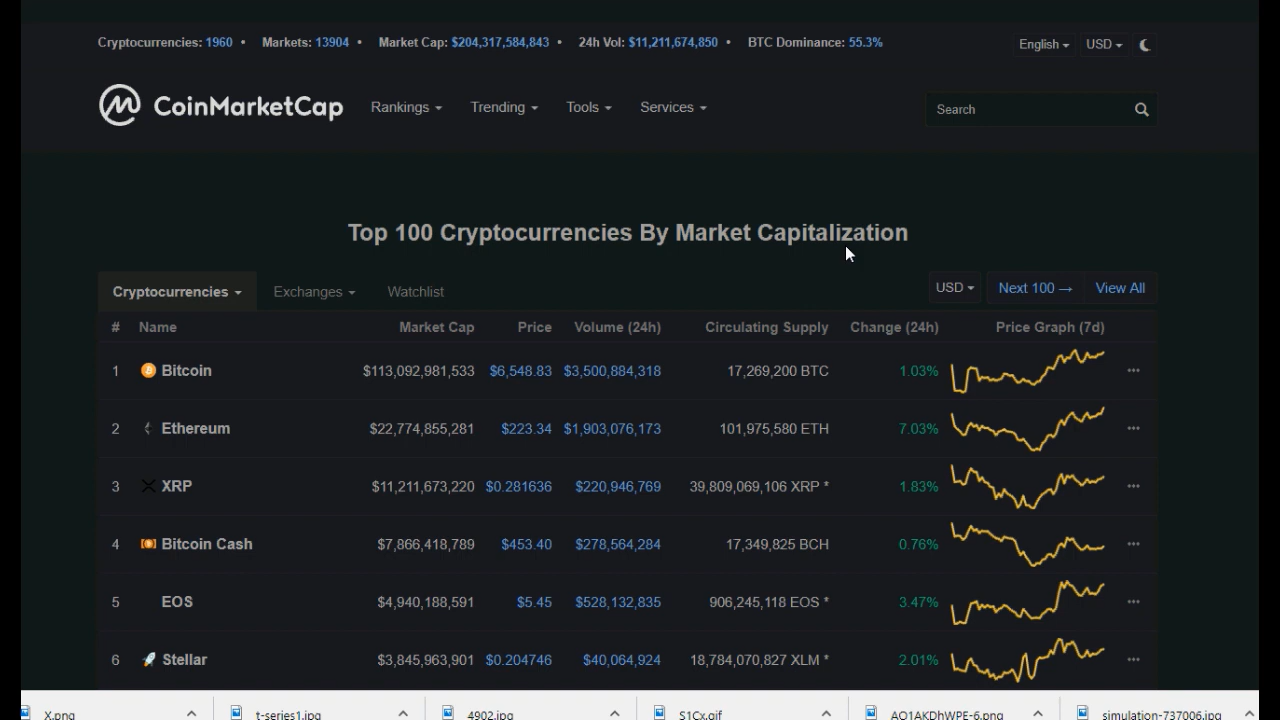 Cryptocurrencies: 1960 • Markets: 13904 • Market Cap: $204,317,584,843 • 24h Vol: $11,211,674,850 • BTC Dominance: 55.3% English USD
CoinMarketCap Rankings Trending Tools Services Search
Top 100 Cryptocurrencies By Market Capitalization
Cryptocurrencies Exchanges Watchlist USD Next 100 → View All
# Name Market Cap Price Volume (24h) Circulating Supply Change (24h) Price Graph (7d)
1 Bitcoin $113,092,981,533 $6,548.83 $3,500,884,318 17,269,200 BTC 1.03%
2 Ethereum $22,774,855,281 $223.34 $1,903,076,173 101,975,580 ETH 7.03%
3 XRP $11,211,673,220 $0.281636 $220,946,769 39,809,069,106 XRP * 1.83%
4 Bitcoin Cash $7,866,418,789 $453.40 $278,564,284 17,349,825 BCH 0.76%
5 EOS $4,940,188,591 $5.45 $528,132,835 906,245,118 EOS * 3.47%
6 Stellar $3,845,963,901 $0.204746 $40,064,924 18,784,070,827 XLM * 2.01%
X.png t-series1.jpg 4902.jpg S1Cx.gif AO1AKDhWPE-6.png simulation-737006.jpg